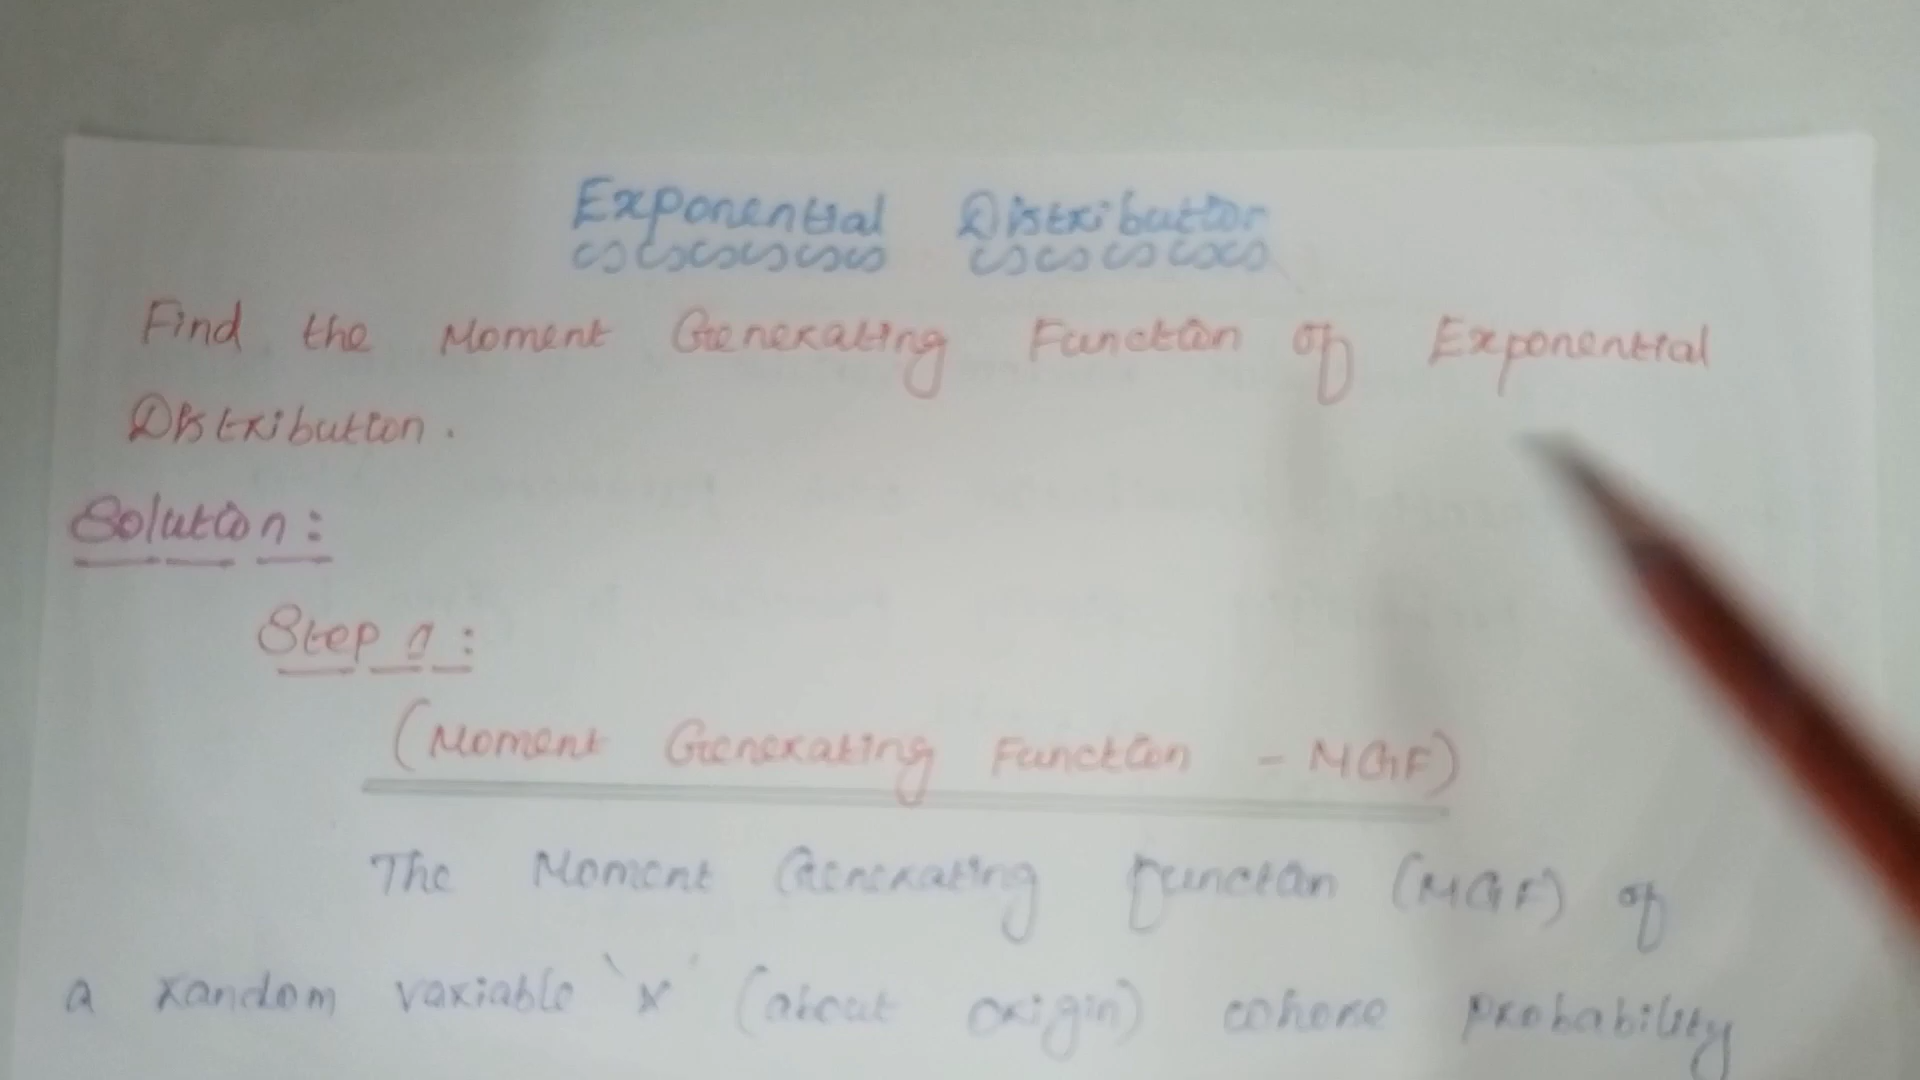 Exponential Distribution
Find the Moment Generating Function of Exponential
Distribution.
Solution:
Step 1:
(Moment Generating Function - MGF)
The Moment Generating function (MGF) of
a random variable 'x' (about origin) whose probability